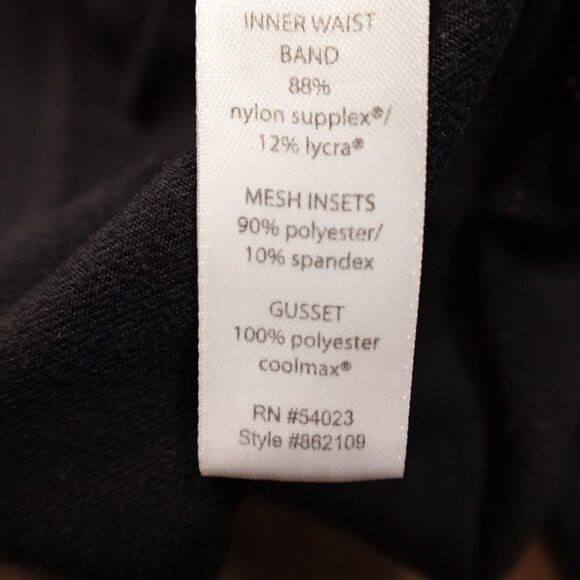 INNER WAIST
BAND
88%
nylon supplex®/
12% lycra®
MESH INSETS
90% polyester/
10% spandex
GUSSET
100% polyester
coolmax®
RN #54023
Style #862109